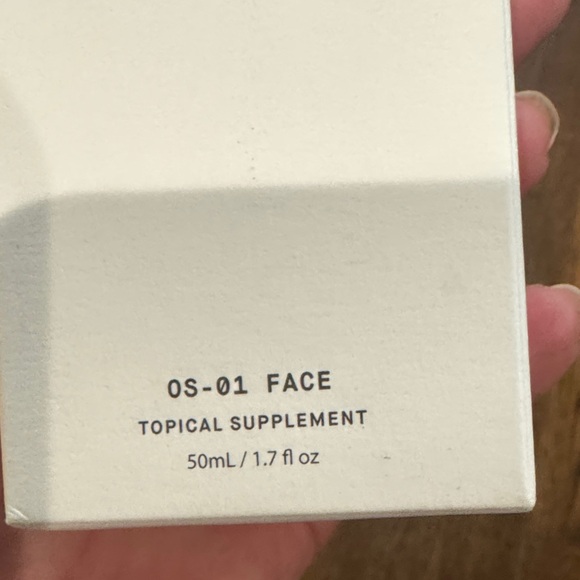 OS-01 FACE
TOPICAL SUPPLEMENT
50mL / 1.7 fl oz